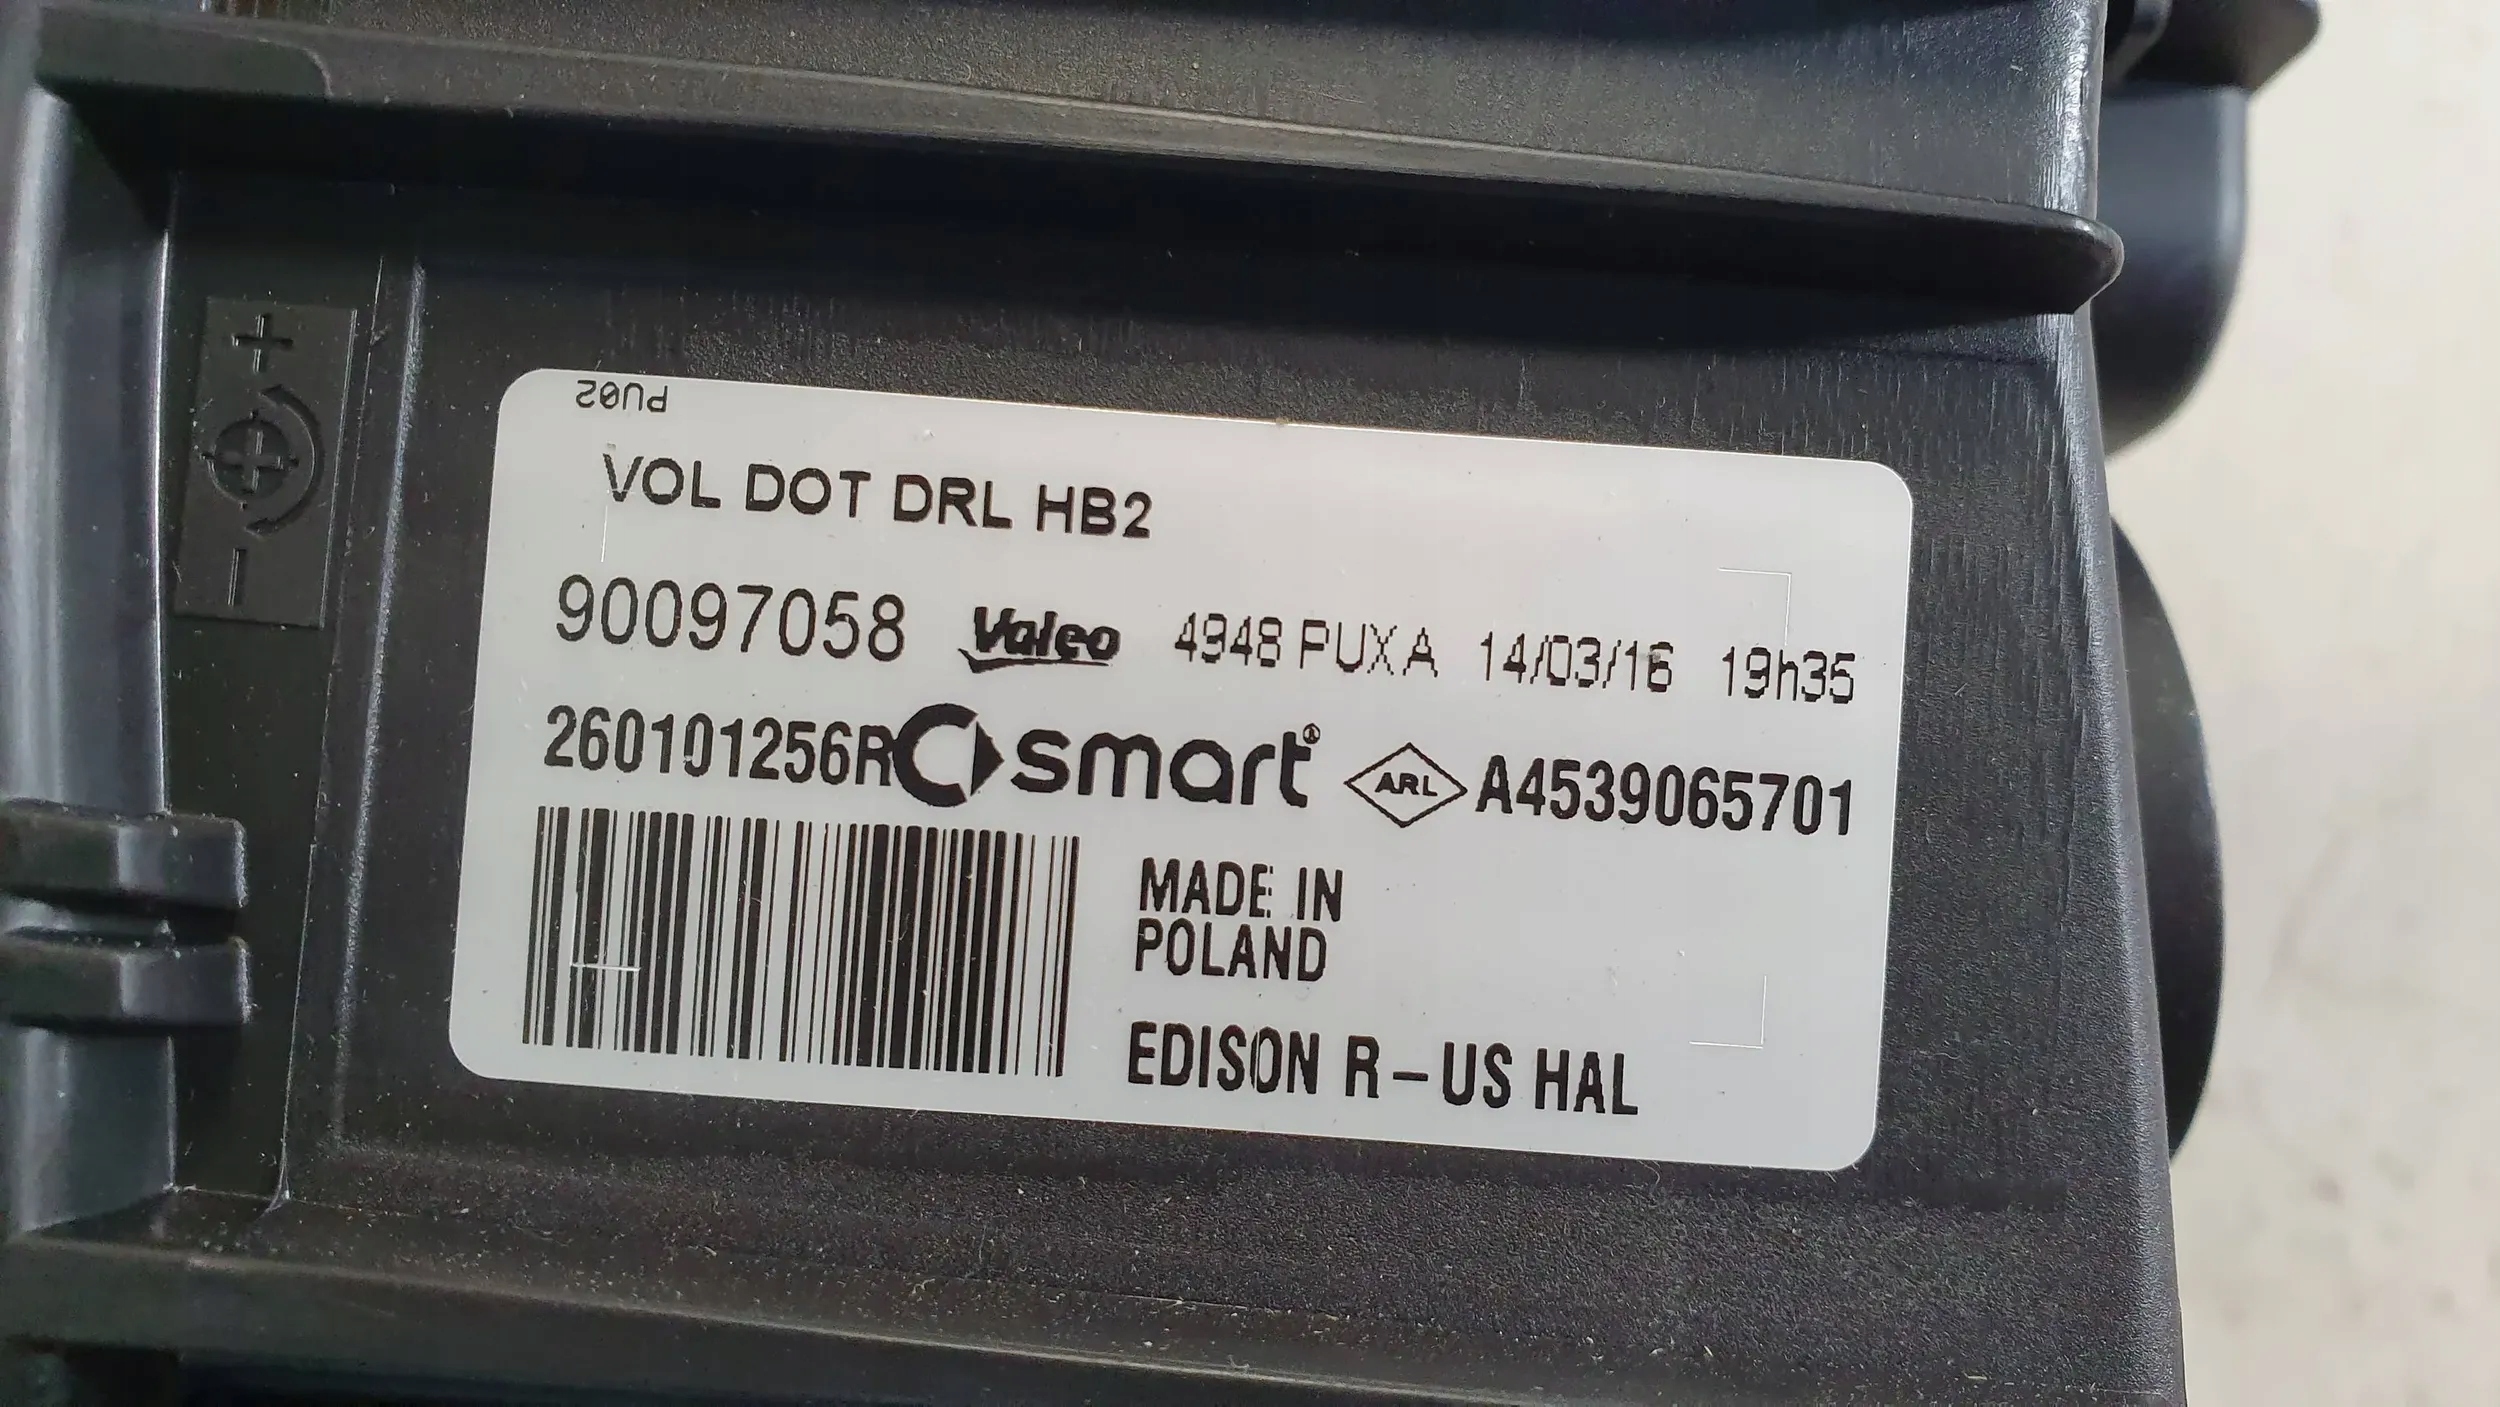 PU02
VOL DOT DRL HB2
90097058 Valeo 4948 PUX A 14/03/16 19h35
260101256R smart® ARL A4539065701
MADE IN
POLAND
EDISON R-US HAL
+
-